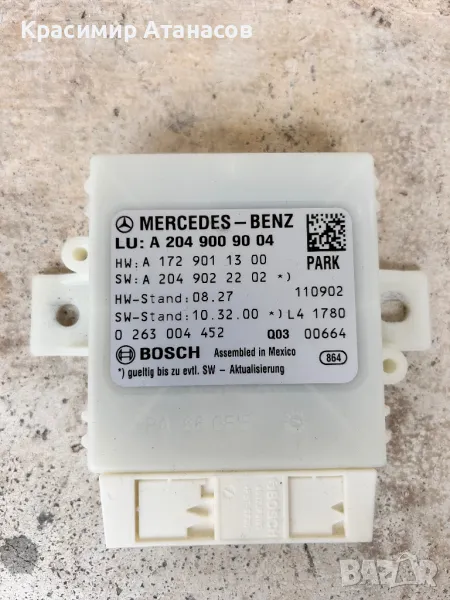 Красимир Атанасов
MERCEDES-BENZ
LU: A 204 900 90 04
HW: A 172 901 13 00 PARK
SW: A 204 902 22 02 *)
HW-Stand: 08.27 110902
SW-Stand: 10.32.00 *) L4 1780
0 263 004 452 Q03 00664
BOSCH Assembled in Mexico 864
*) gueltig bis zu evtl. SW - Aktualisierung
BOSCH
BAZAR